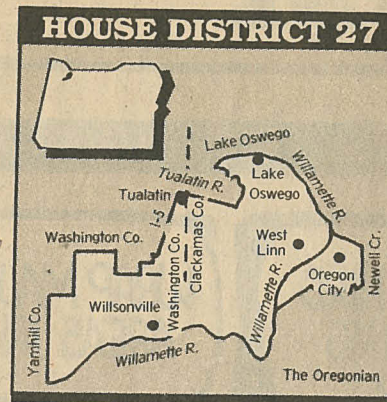 HOUSE DISTRICT 27
Lake Oswego
Willamette R.
Tualatin R.
Lake
Oswego
Tualatin
I-5
Clackamas Co.
Washington Co.
Washington Co.
West
Linn
Oregon
City
Newell Cr.
Willamette R.
Yamhill Co.
Willsonville
Willamette R.
The Oregonian